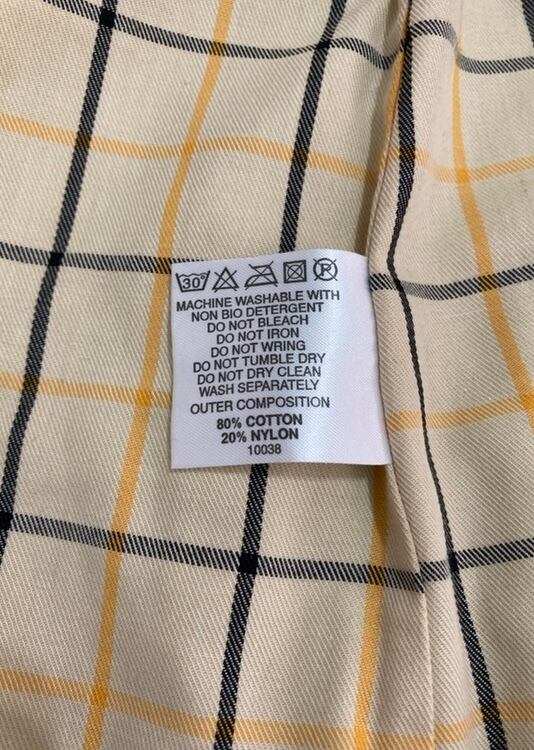 30°
MACHINE WASHABLE WITH
NON BIO DETERGENT
DO NOT BLEACH
DO NOT IRON
DO NOT WRING
DO NOT TUMBLE DRY
DO NOT DRY CLEAN
WASH SEPARATELY
OUTER COMPOSITION
80% COTTON
20% NYLON
10038